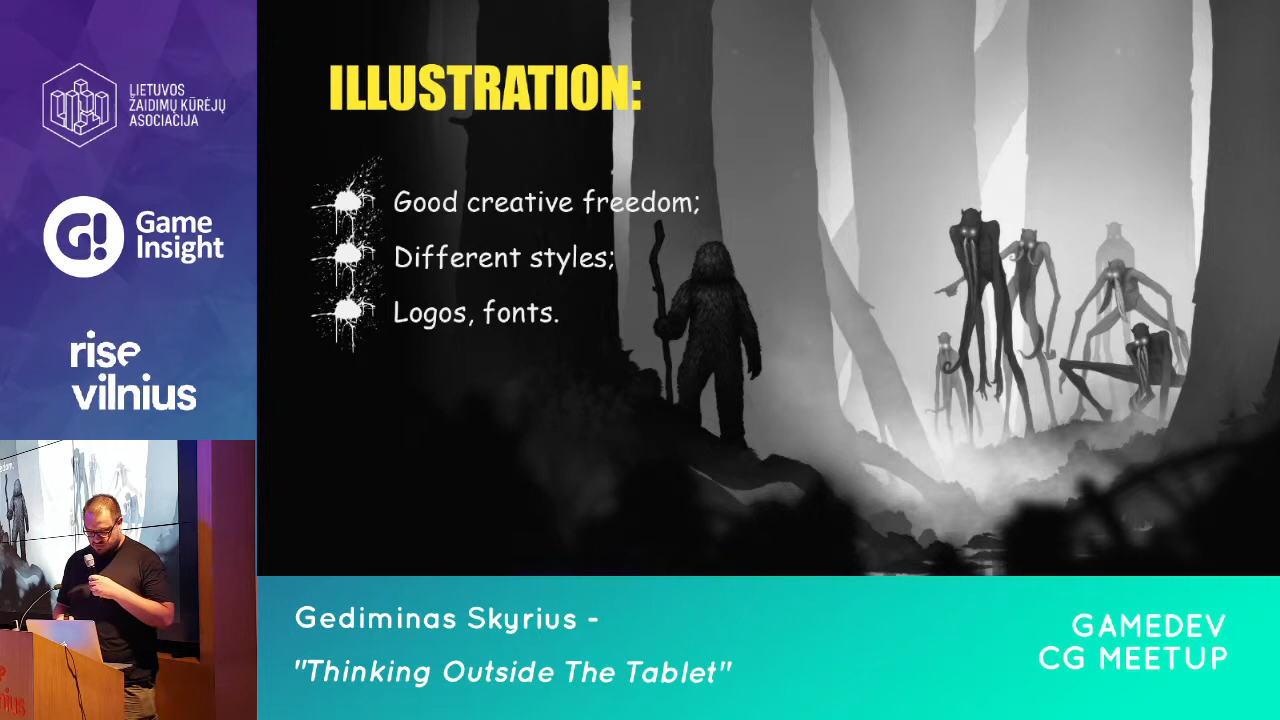 LIETUVOS
ŽAIDIMŲ KŪRĖJŲ
ASOCIACIJA
G!
Game
Insight
rise
vilnius
ILLUSTRATION:
Good creative freedom;
Different styles;
Logos, fonts.
Gediminas Skyrius -
"Thinking Outside The Tablet"
GAMEDEV
CG MEETUP